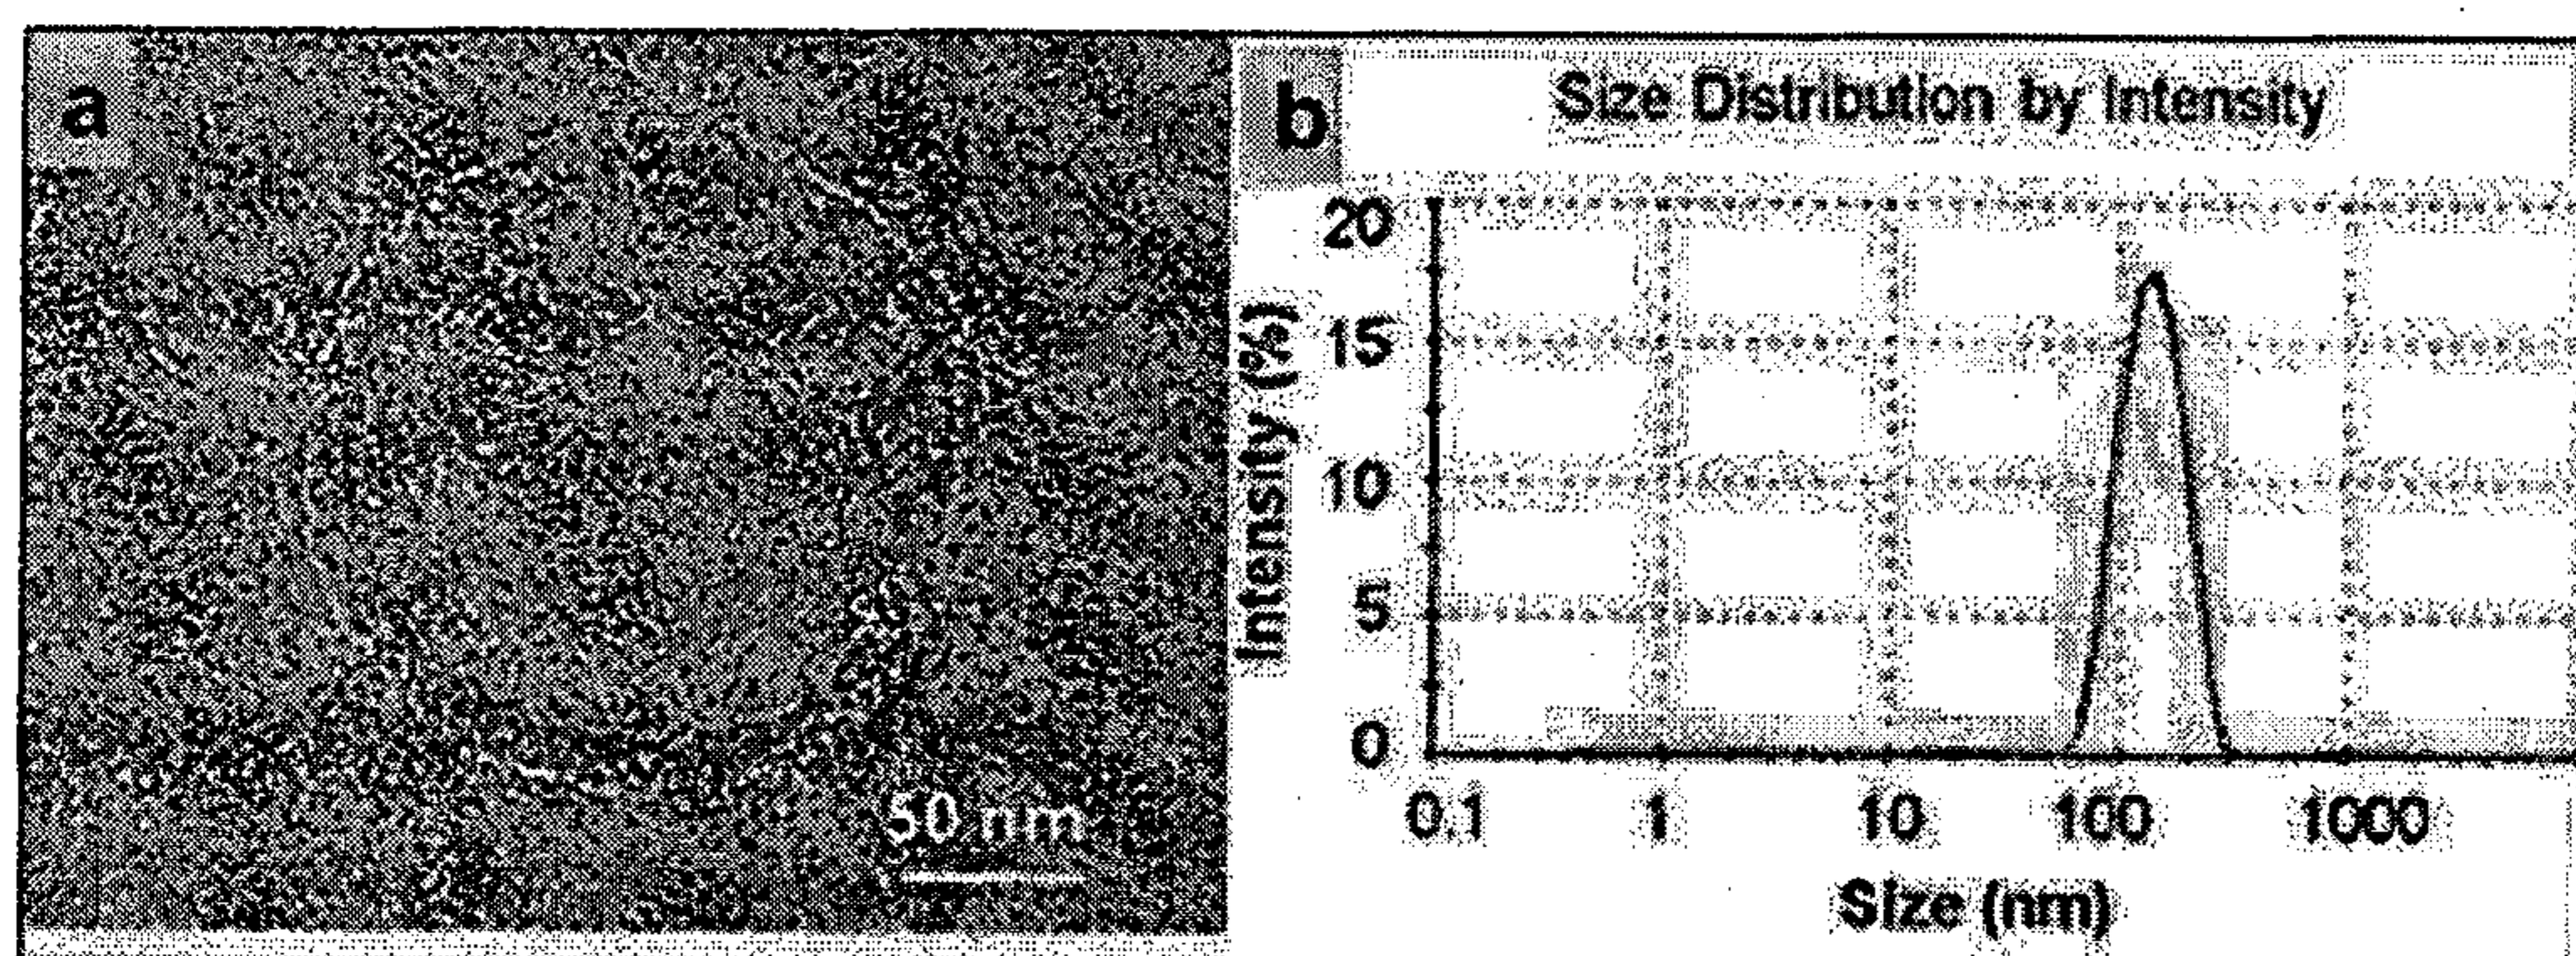 a
50 nm
b
Size Distribution by Intensity
Intensity (%)
20
15
10
5
0
0.1 1 10 100 1000
Size (nm)